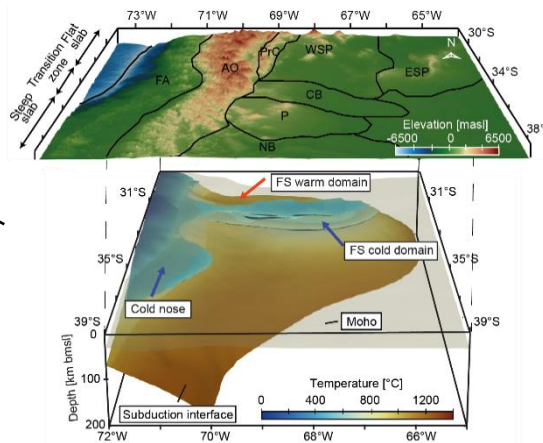 73°W 71°W 69°W 67°W 65°W
30°S
34°S
38°S
Flat slab
Transition zone
Steep slab
N
FA
AO
PrC
WSP
ESP
CB
P
NB
Elevation [masl]
-6500 0 6500
31°S
31°S
FS warm domain
35°S
35°S
FS cold domain
Cold nose
39°S
39°S
Moho
0
100
200
Depth [km bmsl]
Temperature [°C]
0 400 800 1200
Subduction interface
72°W 70°W 68°W 66°W